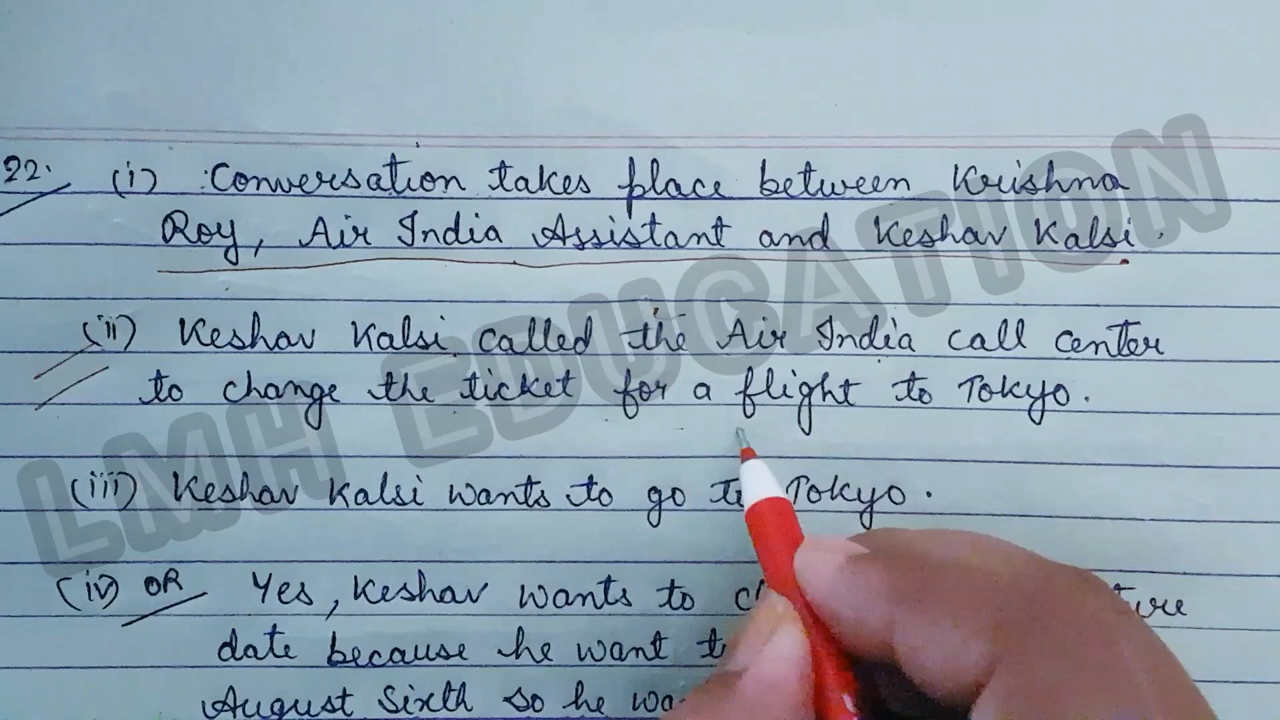 22. (i) Conversation takes place between Krishna
Roy, Air India Assistant and Keshav Kalsi.
(ii) Keshav Kalsi called the Air India call center
to change the ticket for a flight to Tokyo.
(iii) Keshav Kalsi wants to go to Tokyo.
(iv) OR Yes, Keshav wants to
date because he want
August Sixth so he
LMH EDUCATION